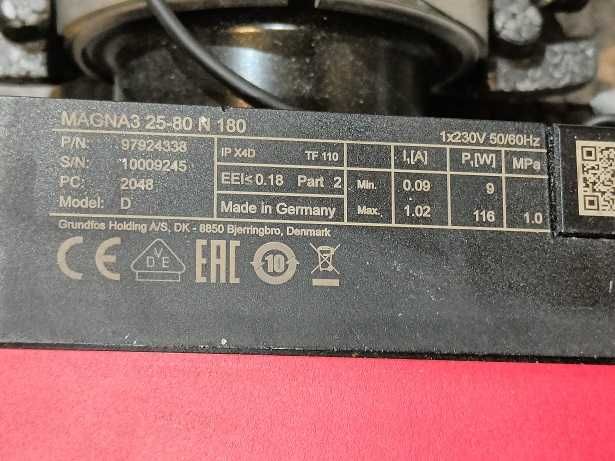 MAGNA3 25-80 N 180
1x230V 50/60Hz
P/N: 97924338
S/N: 10009245
PC: 2048
Model: D
IP X4D TF 110 I₁[A] P₁[W] MPa
EEI≤0.18 Part 2 Min. 0.09 9
Made in Germany Max. 1.02 116 1.0
Grundfos Holding A/S, DK - 8850 Bjerringbro, Denmark
CE VDE EAC 10